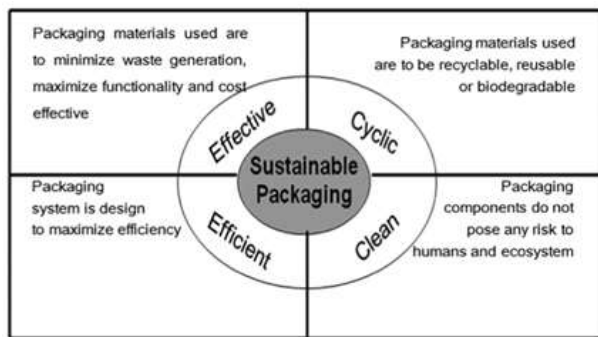 Packaging materials used are
to minimize waste generation,
maximize functionality and cost
effective
Packaging materials used
are to be recyclable, reusable
or biodegradable
Effective
Cyclic
Sustainable
Packaging
Packaging
system is design
to maximize efficiency
Efficient
Clean
Packaging
components do not
pose any risk to
humans and ecosystem